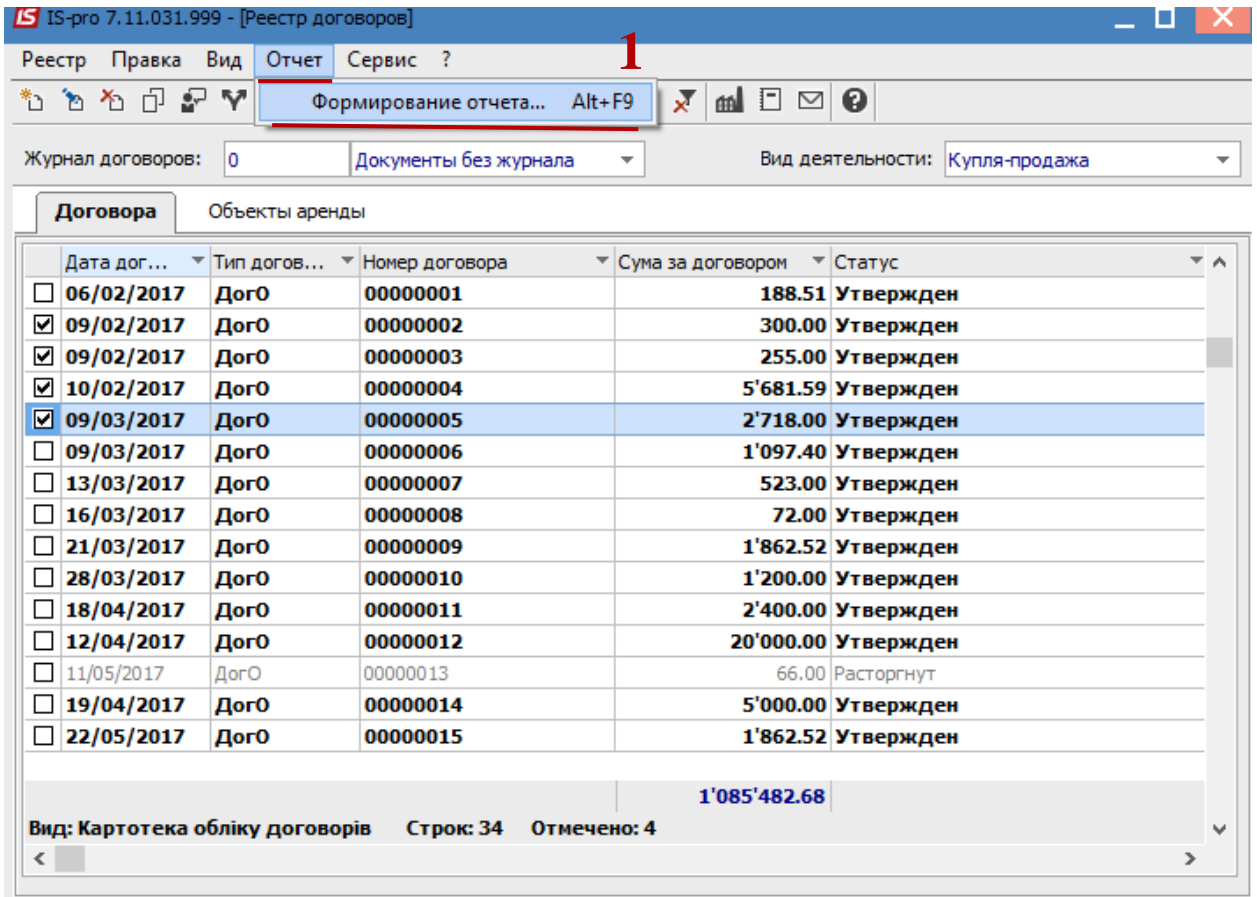 IS IS-pro 7.11.031.999 - [Реестр договоров]
Реестр Правка Вид Отчет Сервис ? 1
Формирование отчета... Alt+F9
Журнал договоров: 0 Документы без журнала Вид деятельности: Купля-продажа
Договора Объекты аренды
Дата дог... Тип догов... Номер договора Сума за договором Статус
06/02/2017 ДогО 00000001 188.51 Утвержден
09/02/2017 ДогО 00000002 300.00 Утвержден
09/02/2017 ДогО 00000003 255.00 Утвержден
10/02/2017 ДогО 00000004 5'681.59 Утвержден
09/03/2017 ДогО 00000005 2'718.00 Утвержден
09/03/2017 ДогО 00000006 1'097.40 Утвержден
13/03/2017 ДогО 00000007 523.00 Утвержден
16/03/2017 ДогО 00000008 72.00 Утвержден
21/03/2017 ДогО 00000009 1'862.52 Утвержден
28/03/2017 ДогО 00000010 1'200.00 Утвержден
18/04/2017 ДогО 00000011 2'400.00 Утвержден
12/04/2017 ДогО 00000012 20'000.00 Утвержден
11/05/2017 ДогО 00000013 66.00 Расторгнут
19/04/2017 ДогО 00000014 5'000.00 Утвержден
22/05/2017 ДогО 00000015 1'862.52 Утвержден
1'085'482.68
Вид: Картотека обліку договорів Строк: 34 Отмечено: 4